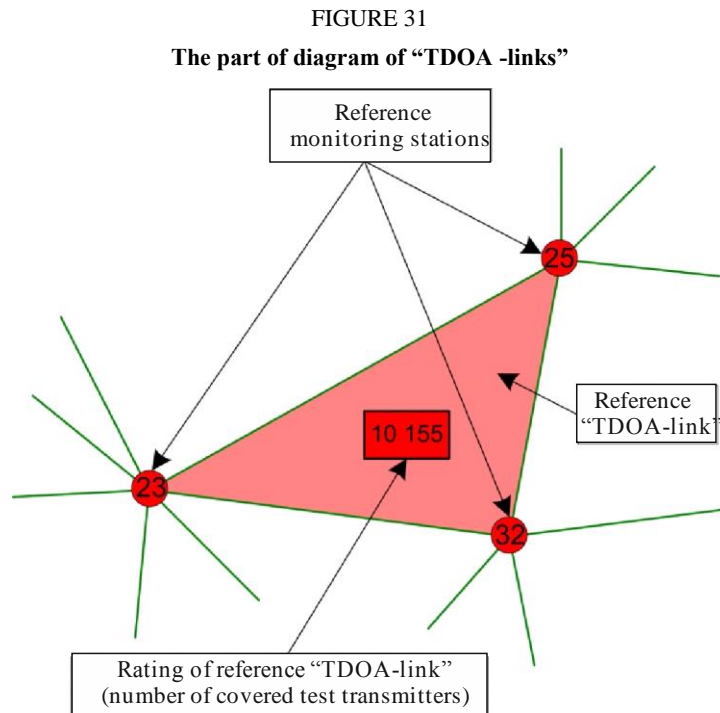 FIGURE 31
The part of diagram of “TDOA -links”
Reference
monitoring stations
25
Reference
“TDOA-link”
10 155
23
32
Rating of reference “TDOA-link”
(number of covered test transmitters)